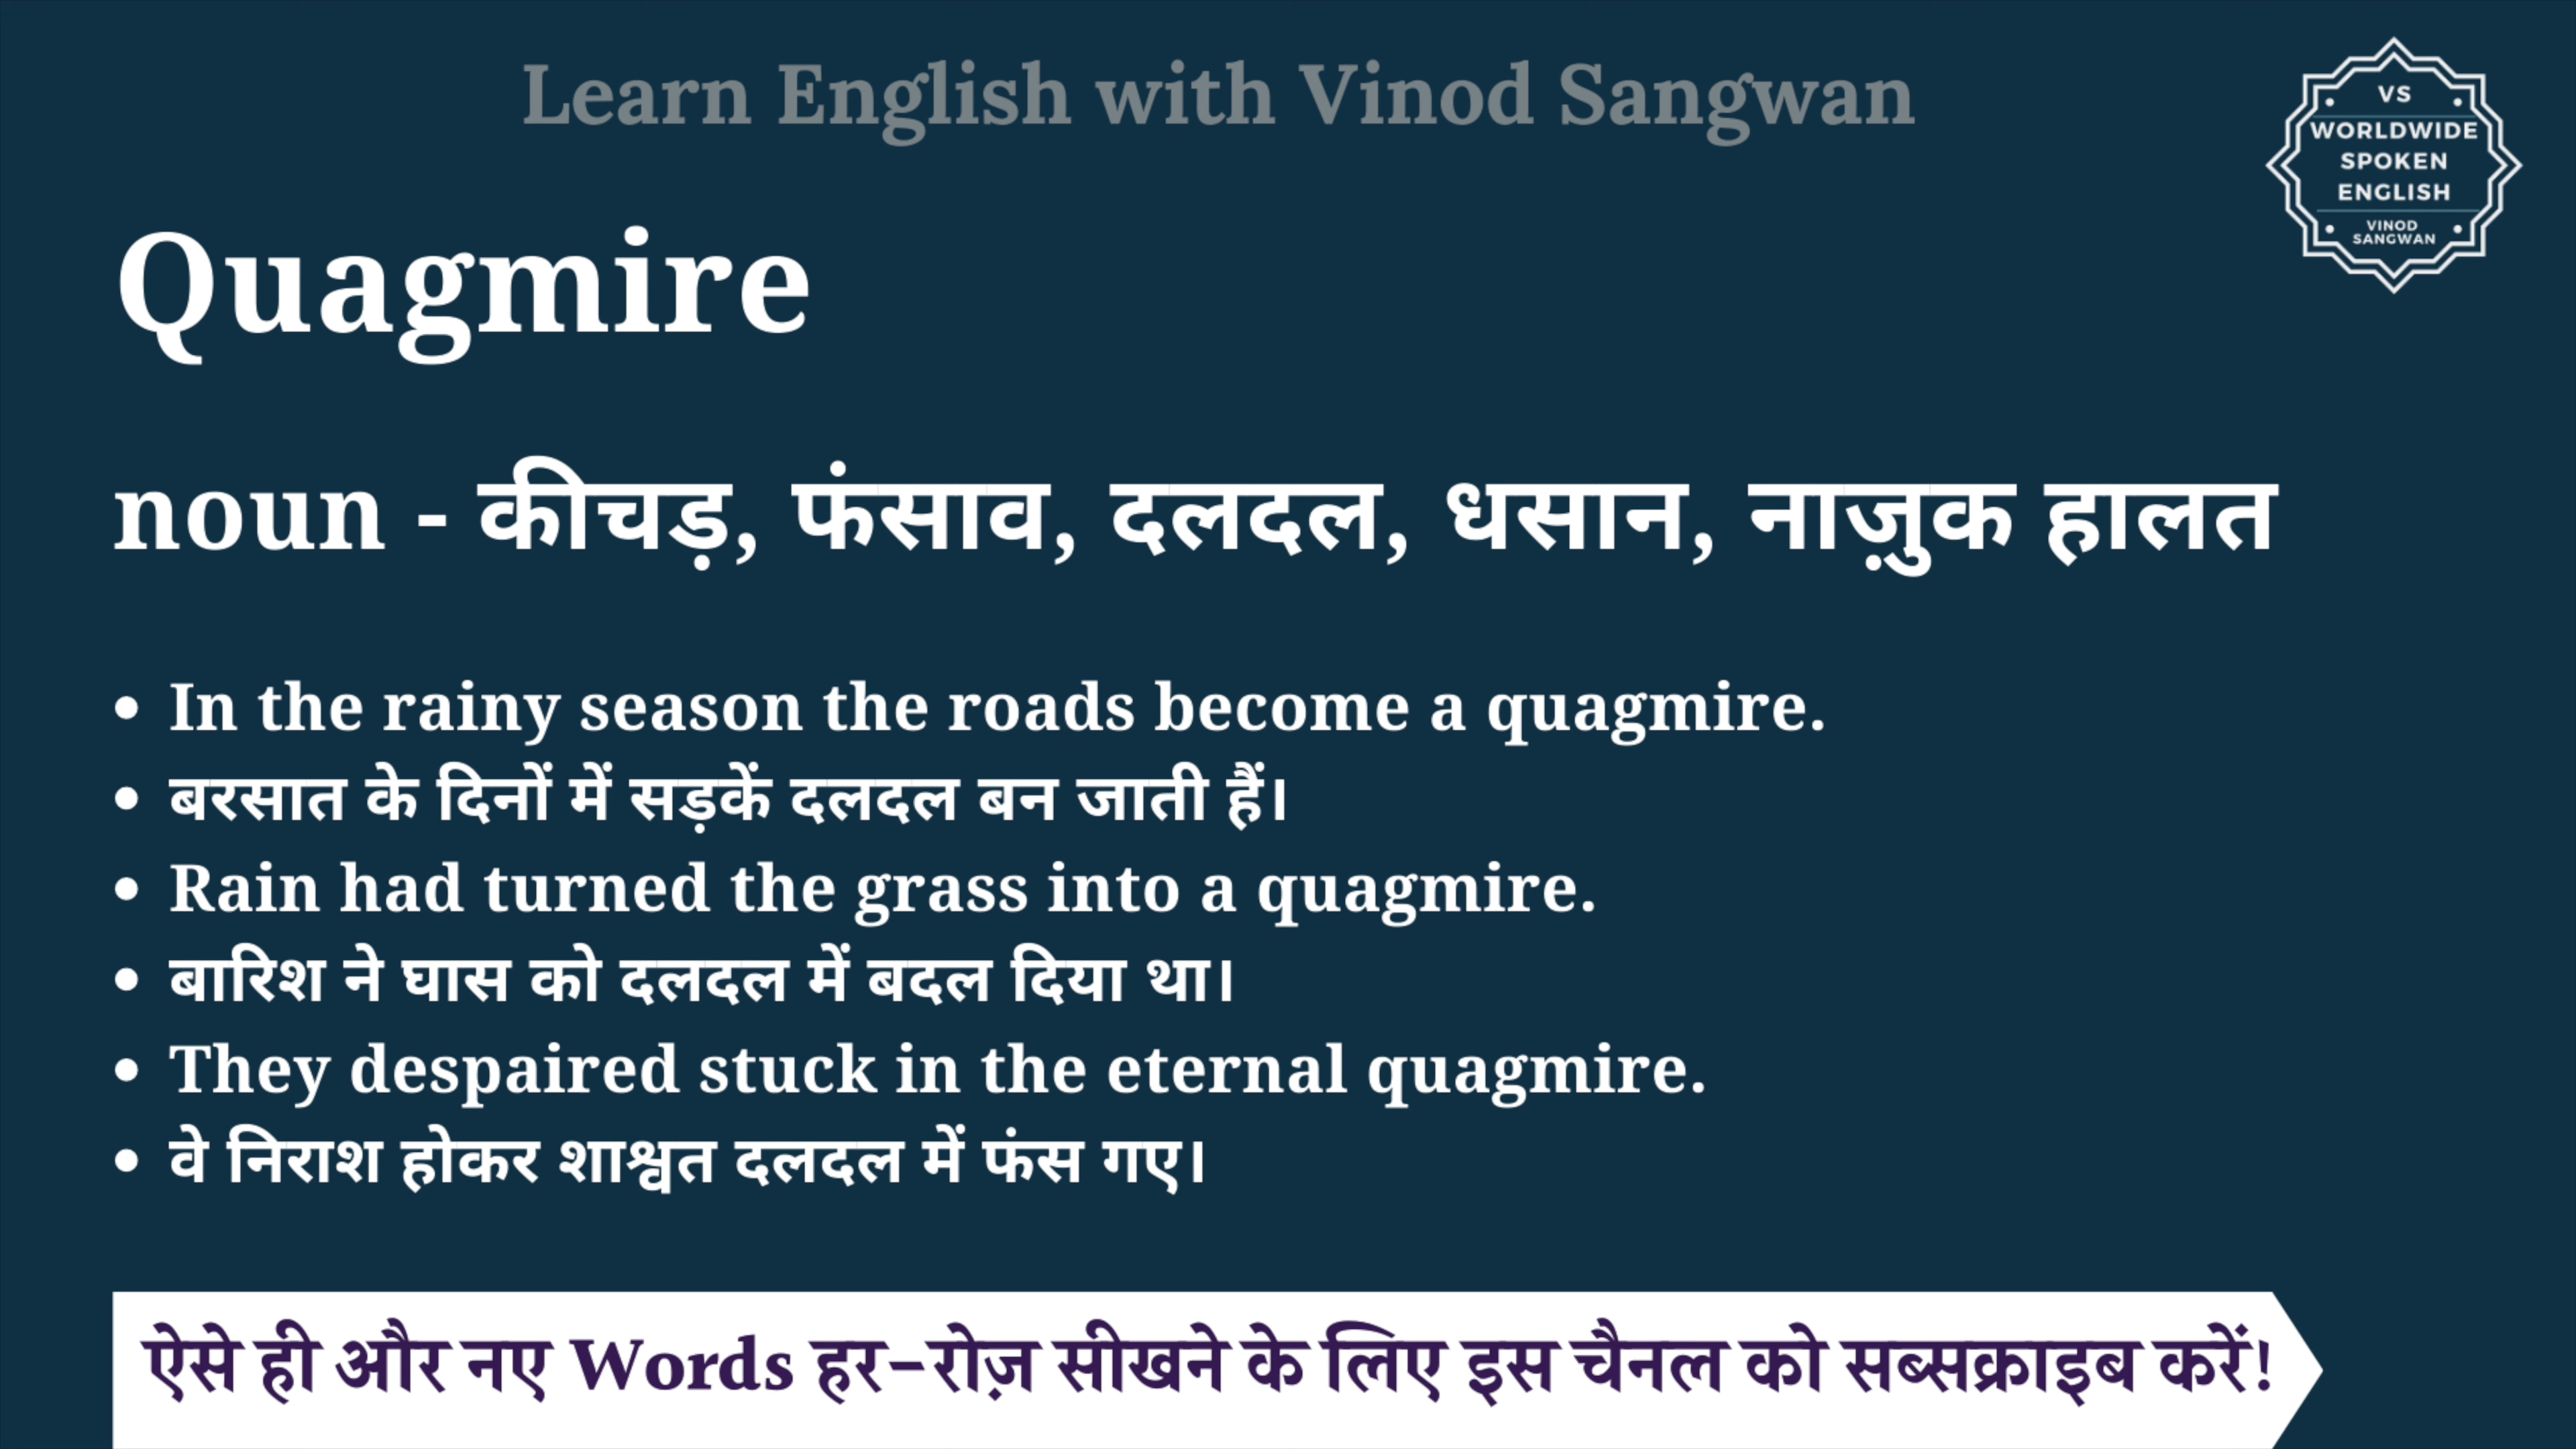 Learn English with Vinod Sangwan
VS
WORLDWIDE
SPOKEN
ENGLISH
VINOD
SANGWAN
Quagmire
noun - कीचड़, फंसाव, दलदल, धसान, नाज़ुक हालत
• In the rainy season the roads become a quagmire.
• बरसात के दिनों में सड़कें दलदल बन जाती हैं।
• Rain had turned the grass into a quagmire.
• बारिश ने घास को दलदल में बदल दिया था।
• They despaired stuck in the eternal quagmire.
• वे निराश होकर शाश्वत दलदल में फंस गए।
ऐसे ही और नए Words हर-रोज़ सीखने के लिए इस चैनल को सब्सक्राइब करें!